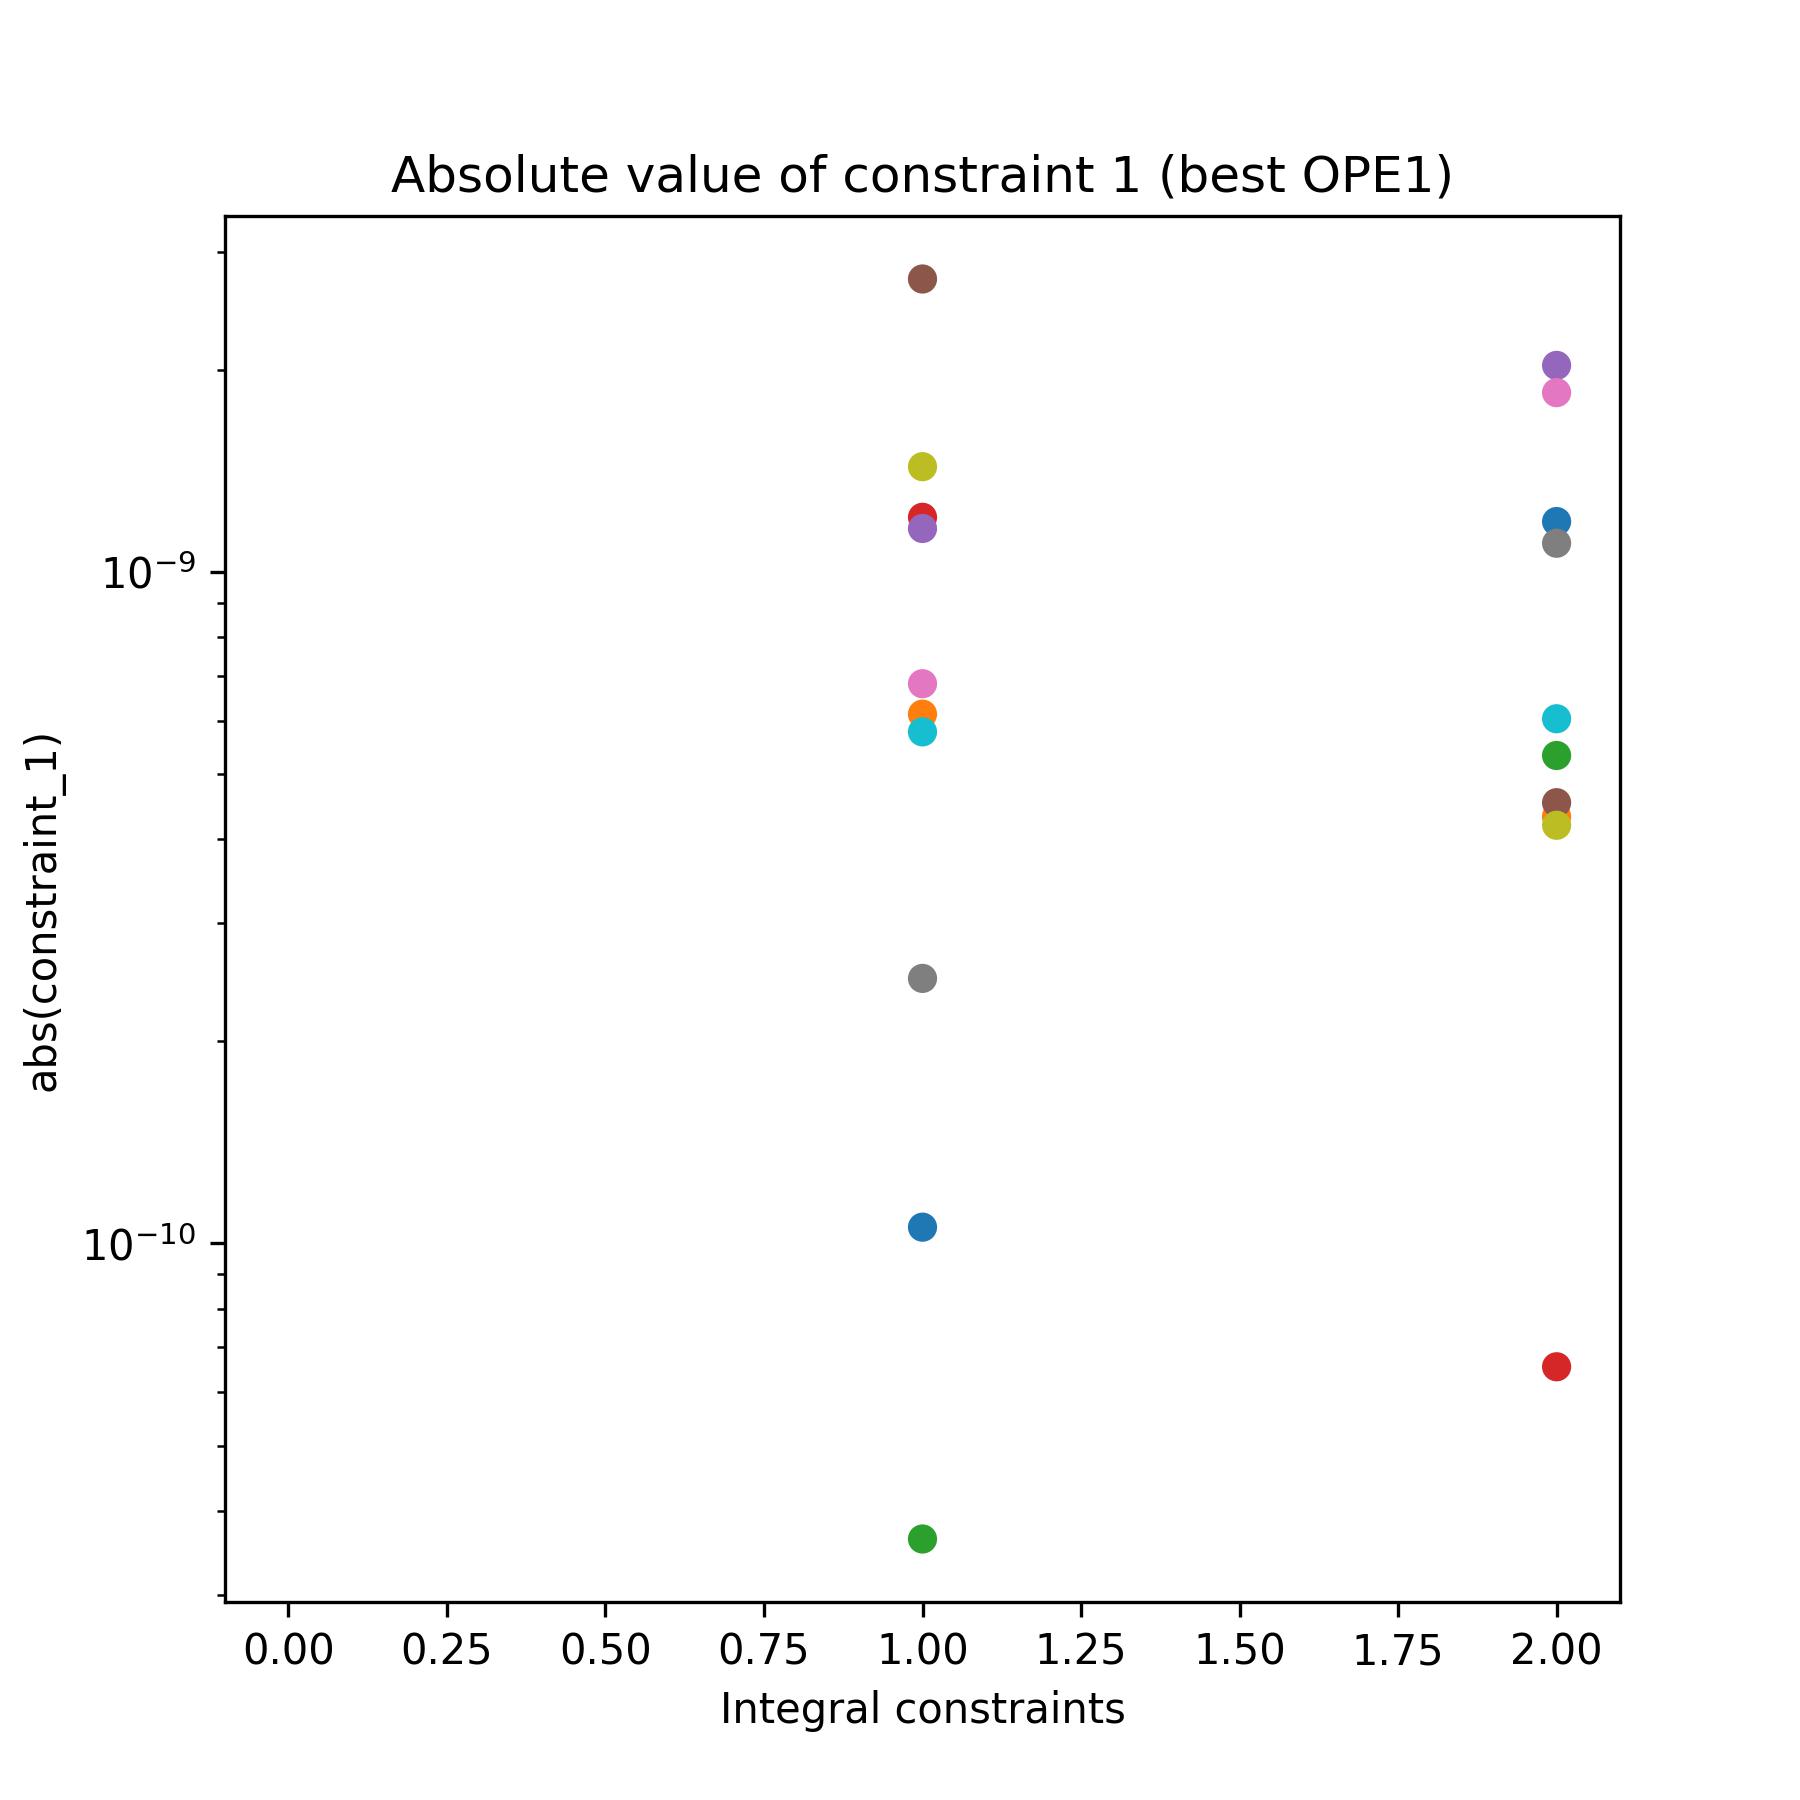 Absolute value of constraint 1 (best OPE1)
abs(constraint_1)
10⁻⁹
10⁻¹⁰
0.00 0.25 0.50 0.75 1.00 1.25 1.50 1.75 2.00
Integral constraints